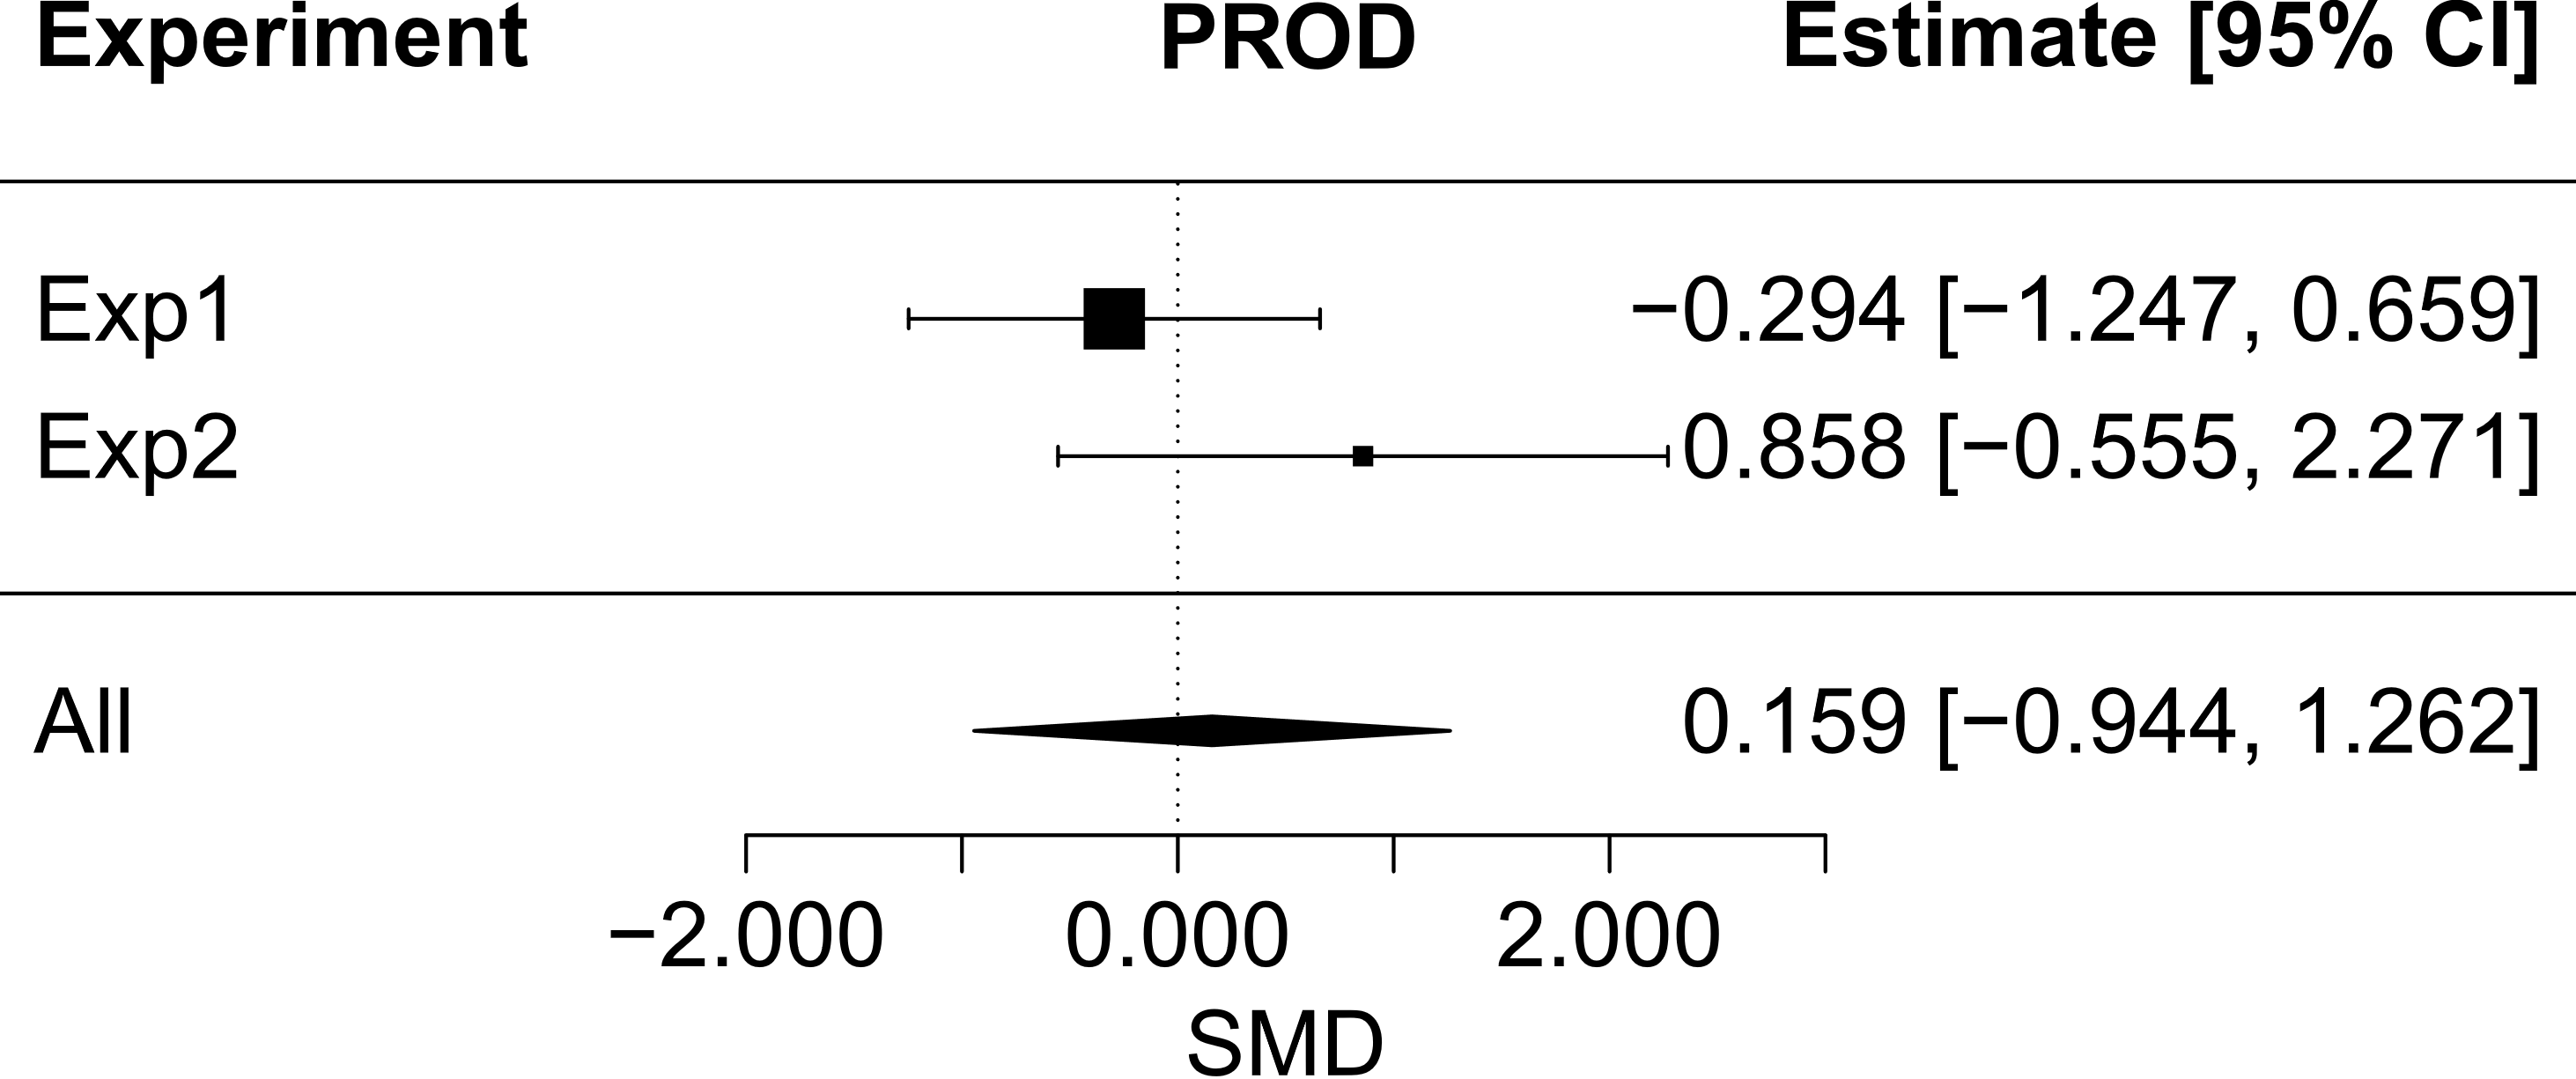 Experiment PROD Estimate [95% CI]
Exp1 −0.294 [−1.247, 0.659]
Exp2 0.858 [−0.555, 2.271]
All 0.159 [−0.944, 1.262]
−2.000 0.000 2.000
SMD